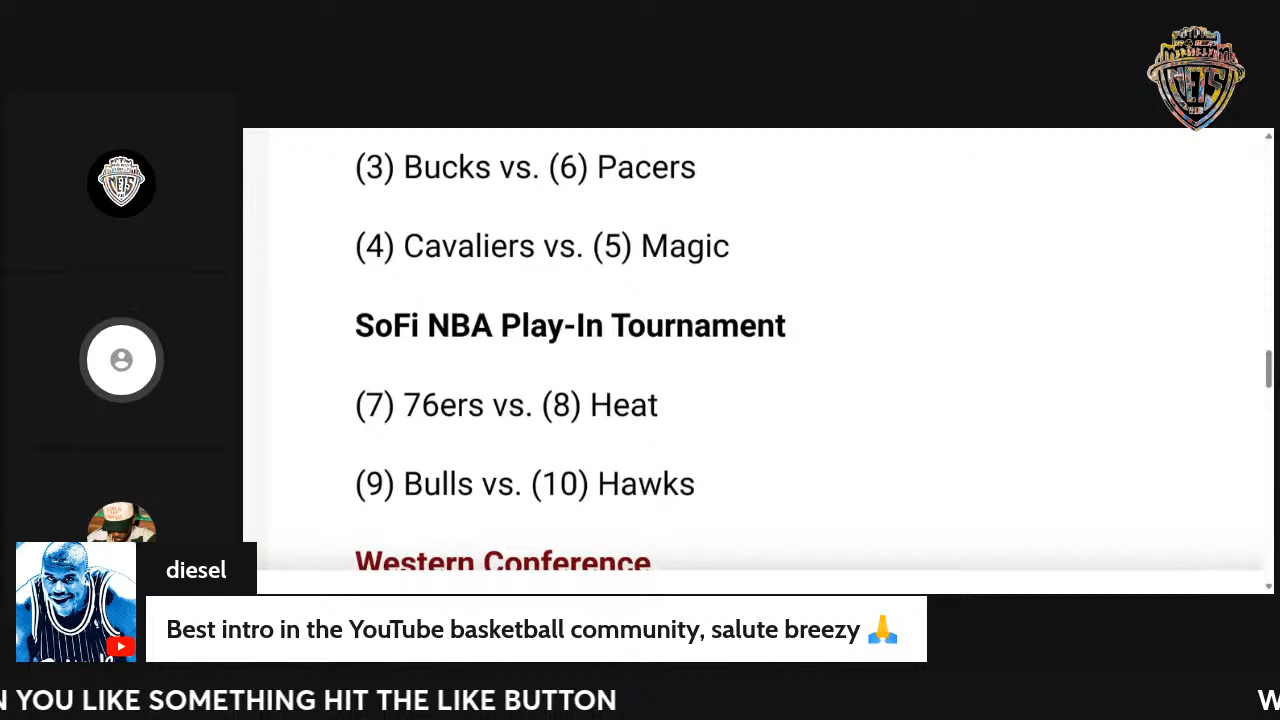 (3) Bucks vs. (6) Pacers
(4) Cavaliers vs. (5) Magic
SoFi NBA Play-In Tournament
(7) 76ers vs. (8) Heat
(9) Bulls vs. (10) Hawks
Western Conference
diesel
Best intro in the YouTube basketball community, salute breezy 🙏
N YOU LIKE SOMETHING HIT THE LIKE BUTTON
W